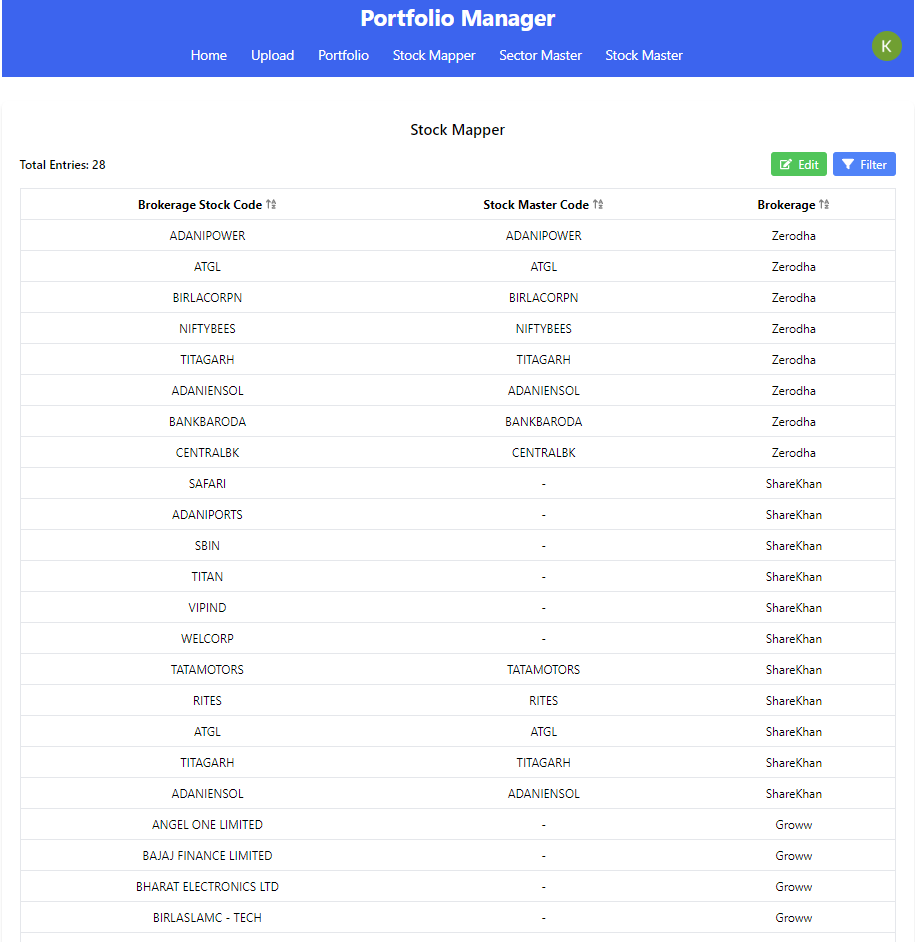 Portfolio Manager
Home Upload Portfolio Stock Mapper Sector Master Stock Master
K
Stock Mapper
Total Entries: 28 Edit Filter
Brokerage Stock Code Stock Master Code Brokerage
ADANIPOWER ADANIPOWER Zerodha
ATGL ATGL Zerodha
BIRLACORPN BIRLACORPN Zerodha
NIFTYBEES NIFTYBEES Zerodha
TITAGARH TITAGARH Zerodha
ADANIENSOL ADANIENSOL Zerodha
BANKBARODA BANKBARODA Zerodha
CENTRALBK CENTRALBK Zerodha
SAFARI - ShareKhan
ADANIPORTS - ShareKhan
SBIN - ShareKhan
TITAN - ShareKhan
VIPIND - ShareKhan
WELCORP - ShareKhan
TATAMOTORS TATAMOTORS ShareKhan
RITES RITES ShareKhan
ATGL ATGL ShareKhan
TITAGARH TITAGARH ShareKhan
ADANIENSOL ADANIENSOL ShareKhan
ANGEL ONE LIMITED - Groww
BAJAJ FINANCE LIMITED - Groww
BHARAT ELECTRONICS LTD - Groww
BIRLASLAMC - TECH - Groww